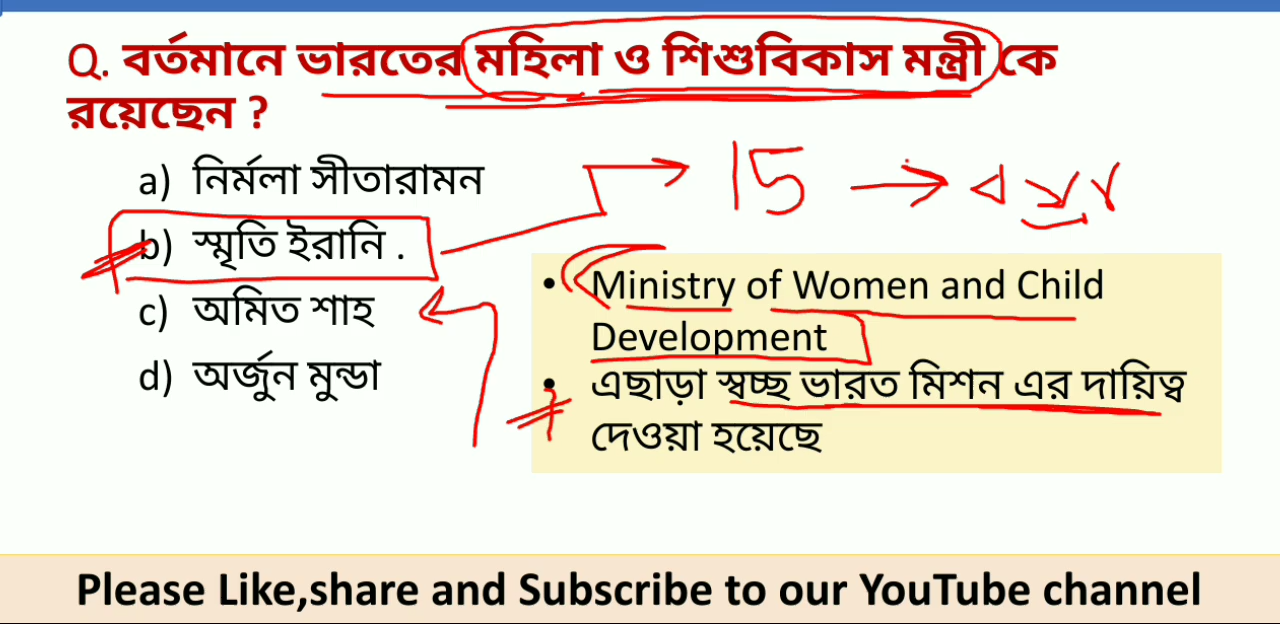 Q. বর্তমানে ভারতের মহিলা ও শিশুবিকাস মন্ত্রী কে
রয়েছেন ?
a) নির্মলা সীতারামন
b) স্মৃতি ইরানি .
c) অমিত শাহ
d) অর্জুন মুন্ডা
15
• Ministry of Women and Child
Development
• এছাড়া স্বচ্ছ ভারত মিশন এর দায়িত্ব
দেওয়া হয়েছে
Please Like,share and Subscribe to our YouTube channel